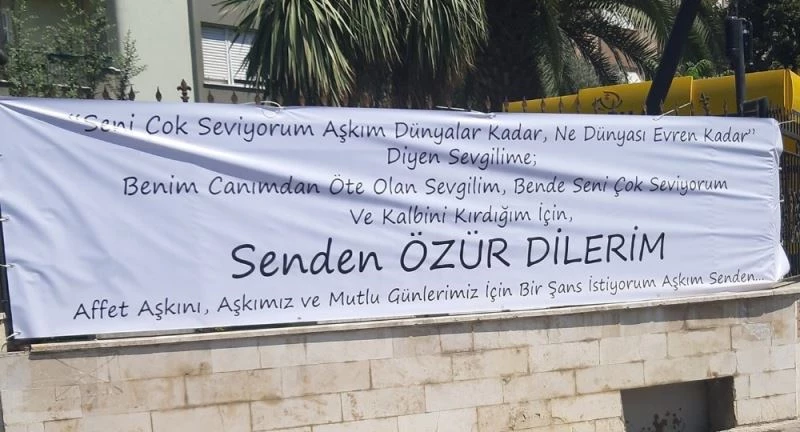 "Seni Cok Seviyorum Aşkım Dünyalar Kadar, Ne Dünyası Evren Kadar"
Diyen Sevgilime;
Benim Canımdan Öte Olan Sevgilim, Bende Seni Çok Seviyorum
Ve Kalbini Kırdığım İçin,
Senden ÖZÜR DİLERİM
Affet Aşkını, Aşkımız ve Mutlu Günlerimiz İçin Bir Şans İstiyorum Aşkım Senden...